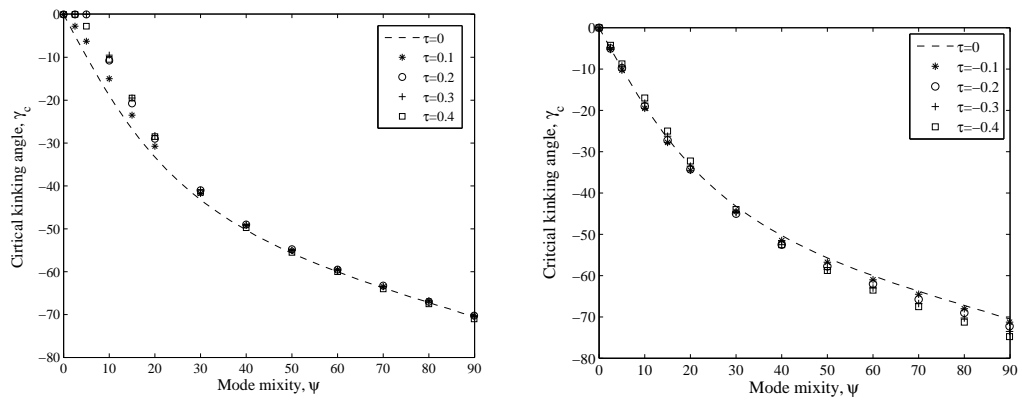 0
−10
−20
−30
−40
−50
−60
−70
−80
Cirtical kinking angle, γc
0 10 20 30 40 50 60 70 80 90
Mode mixity, ψ
τ=0
τ=0.1
τ=0.2
τ=0.3
τ=0.4
0
−10
−20
−30
−40
−50
−60
−70
−80
Critcial kinking angle, γc
0 10 20 30 40 50 60 70 80 90
Mode mixity, ψ
τ=0
τ=−0.1
τ=−0.2
τ=−0.3
τ=−0.4